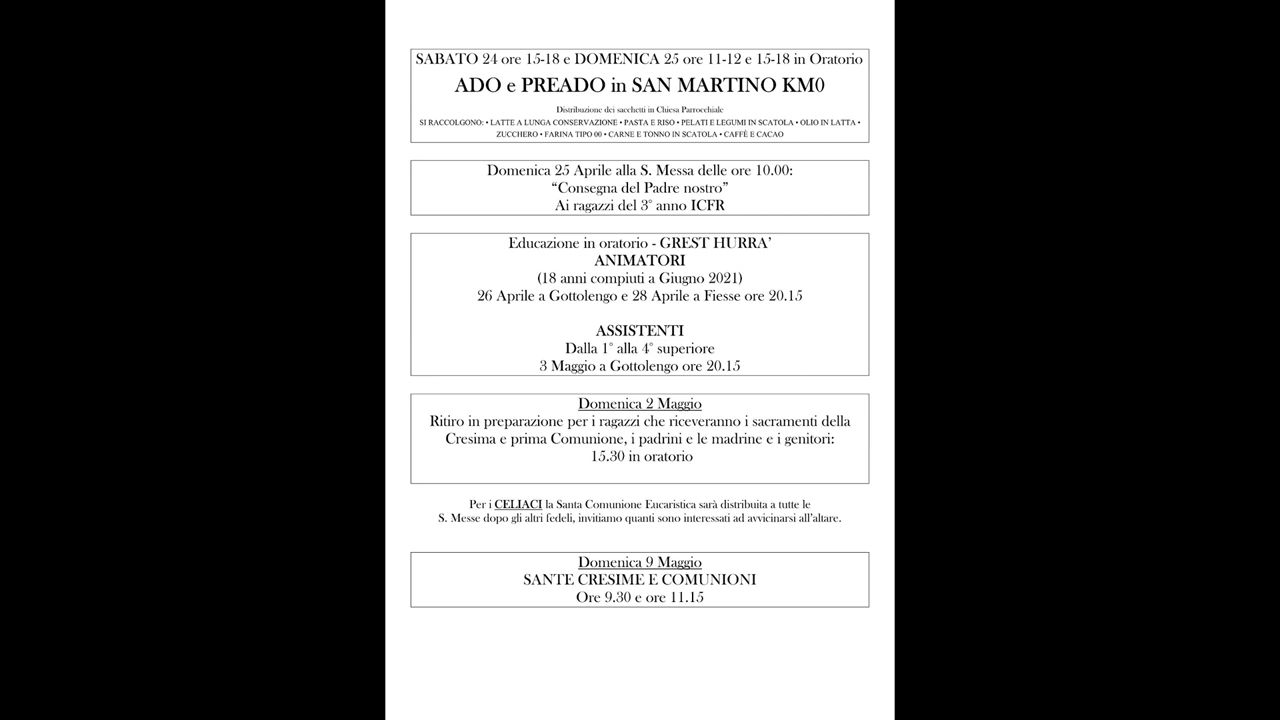 SABATO 24 ore 15-18 e DOMENICA 25 ore 11-12 e 15-18 in Oratorio
ADO e PREADO in SAN MARTINO KM0
Distribuzione dei sacchetti in Chiesa Parrocchiale
SI RACCOLGONO: • LATTE A LUNGA CONSERVAZIONE • PASTA E RISO • PELATI E LEGUMI IN SCATOLA • OLIO IN LATTA •
ZUCCHERO • FARINA TIPO 00 • CARNE E TONNO IN SCATOLA • CAFFÈ E CACAO
Domenica 25 Aprile alla S. Messa delle ore 10.00:
“Consegna del Padre nostro”
Ai ragazzi del 3° anno ICFR
Educazione in oratorio - GREST HURRA’
ANIMATORI
(18 anni compiuti a Giugno 2021)
26 Aprile a Gottolengo e 28 Aprile a Fiesse ore 20.15
ASSISTENTI
Dalla 1° alla 4° superiore
3 Maggio a Gottolengo ore 20.15
Domenica 2 Maggio
Ritiro in preparazione per i ragazzi che riceveranno i sacramenti della
Cresima e prima Comunione, i padrini e le madrine e i genitori:
15.30 in oratorio
Per i CELIACI la Santa Comunione Eucaristica sarà distribuita a tutte le
S. Messe dopo gli altri fedeli, invitiamo quanti sono interessati ad avvicinarsi all’altare.
Domenica 9 Maggio
SANTE CRESIME E COMUNIONI
Ore 9.30 e ore 11.15